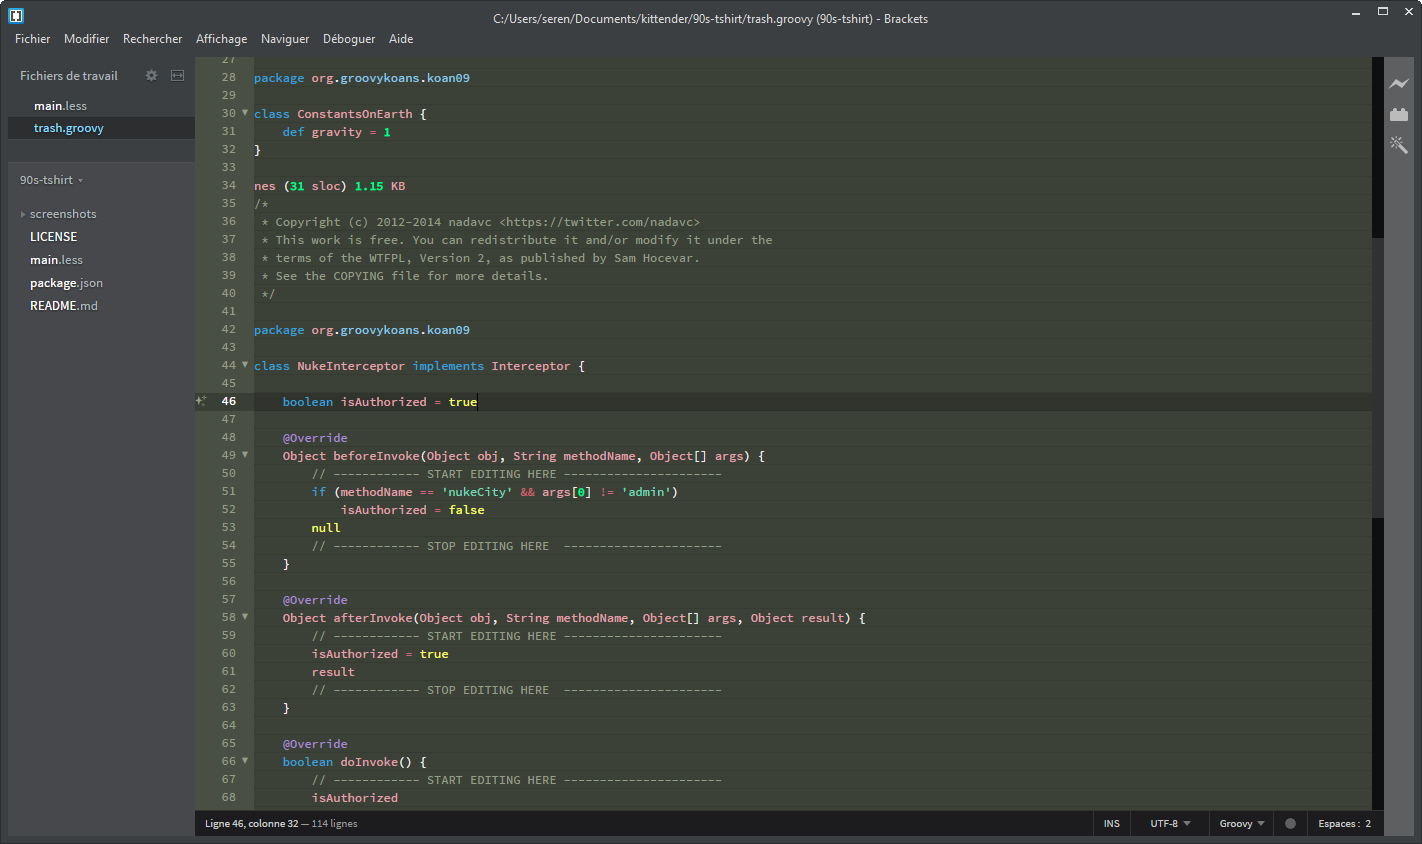 C:/Users/seren/Documents/kittender/90s-tshirt/trash.groovy (90s-tshirt) - Brackets
Fichier Modifier Rechercher Affichage Naviguer Déboguer Aide
Fichiers de travail
main.less
trash.groovy
90s-tshirt
screenshots
LICENSE
main.less
package.json
README.md
27
28 package org.groovykoans.koan09
29
30 class ConstantsOnEarth {
31     def gravity = 1
32 }
33
34 nes (31 sloc) 1.15 KB
35 /*
36  * Copyright (c) 2012-2014 nadavc <https://twitter.com/nadavc>
37  * This work is free. You can redistribute it and/or modify it under the
38  * terms of the WTFPL, Version 2, as published by Sam Hocevar.
39  * See the COPYING file for more details.
40  */
41
42 package org.groovykoans.koan09
43
44 class NukeInterceptor implements Interceptor {
45
46     boolean isAuthorized = true
47
48     @Override
49     Object beforeInvoke(Object obj, String methodName, Object[] args) {
50         // ------------ START EDITING HERE ----------------------
51         if (methodName == 'nukeCity' && args[0] != 'admin')
52             isAuthorized = false
53         null
54         // ------------ STOP EDITING HERE  ----------------------
55     }
56
57     @Override
58     Object afterInvoke(Object obj, String methodName, Object[] args, Object result) {
59         // ------------ START EDITING HERE ----------------------
60         isAuthorized = true
61         result
62         // ------------ STOP EDITING HERE  ----------------------
63     }
64
65     @Override
66     boolean doInvoke() {
67         // ------------ START EDITING HERE ----------------------
68         isAuthorized
Ligne 46, colonne 32 — 114 lignes INS UTF-8 Groovy Espaces : 2